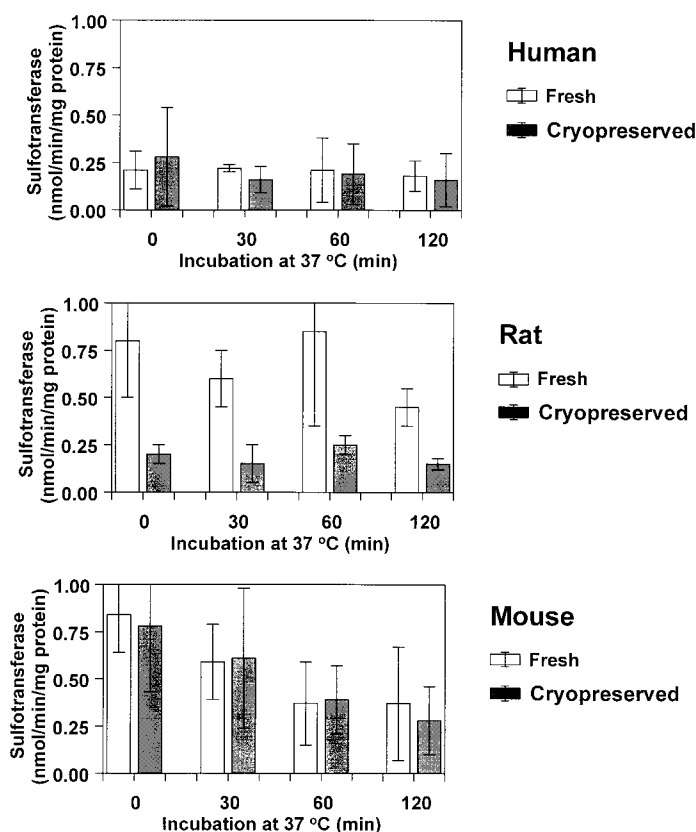 Human
Fresh
Cryopreserved
Sulfotransferase
(nmol/min/mg protein)
1.00
0.75
0.50
0.25
0.00
0 30 60 120
Incubation at 37 ºC (min)
Rat
Fresh
Cryopreserved
Sulfotransferase
(nmol/min/mg protein)
1.00
0.75
0.50
0.25
0.00
0 30 60 120
Incubation at 37 ºC (min)
Mouse
Fresh
Cryopreserved
Sulfotransferase
(nmol/min/mg protein)
1.00
0.75
0.50
0.25
0.00
0 30 60 120
Incubation at 37 ºC (min)